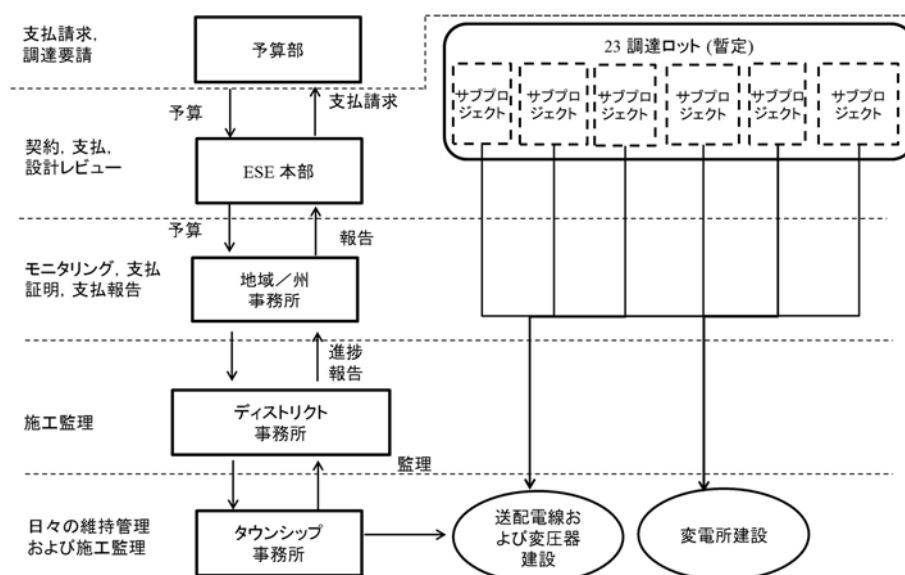 支払請求,
調達要請
予算部
23 調達ロット (暫定)
サブプロ
ジェクト
サブプロ
ジェクト
サブプロ
ジェクト
サブプロ
ジェクト
サブプロ
ジェクト
サブプロ
ジェクト
予算
支払請求
契約, 支払,
設計レビュー
ESE 本部
予算
報告
モニタリング, 支払
証明, 支払報告
地域／州
事務所
進捗
報告
施工監理
ディストリクト
事務所
監理
日々の維持管理
および施工監理
タウンシップ
事務所
送配電線お
よび変圧器
建設
変電所建設